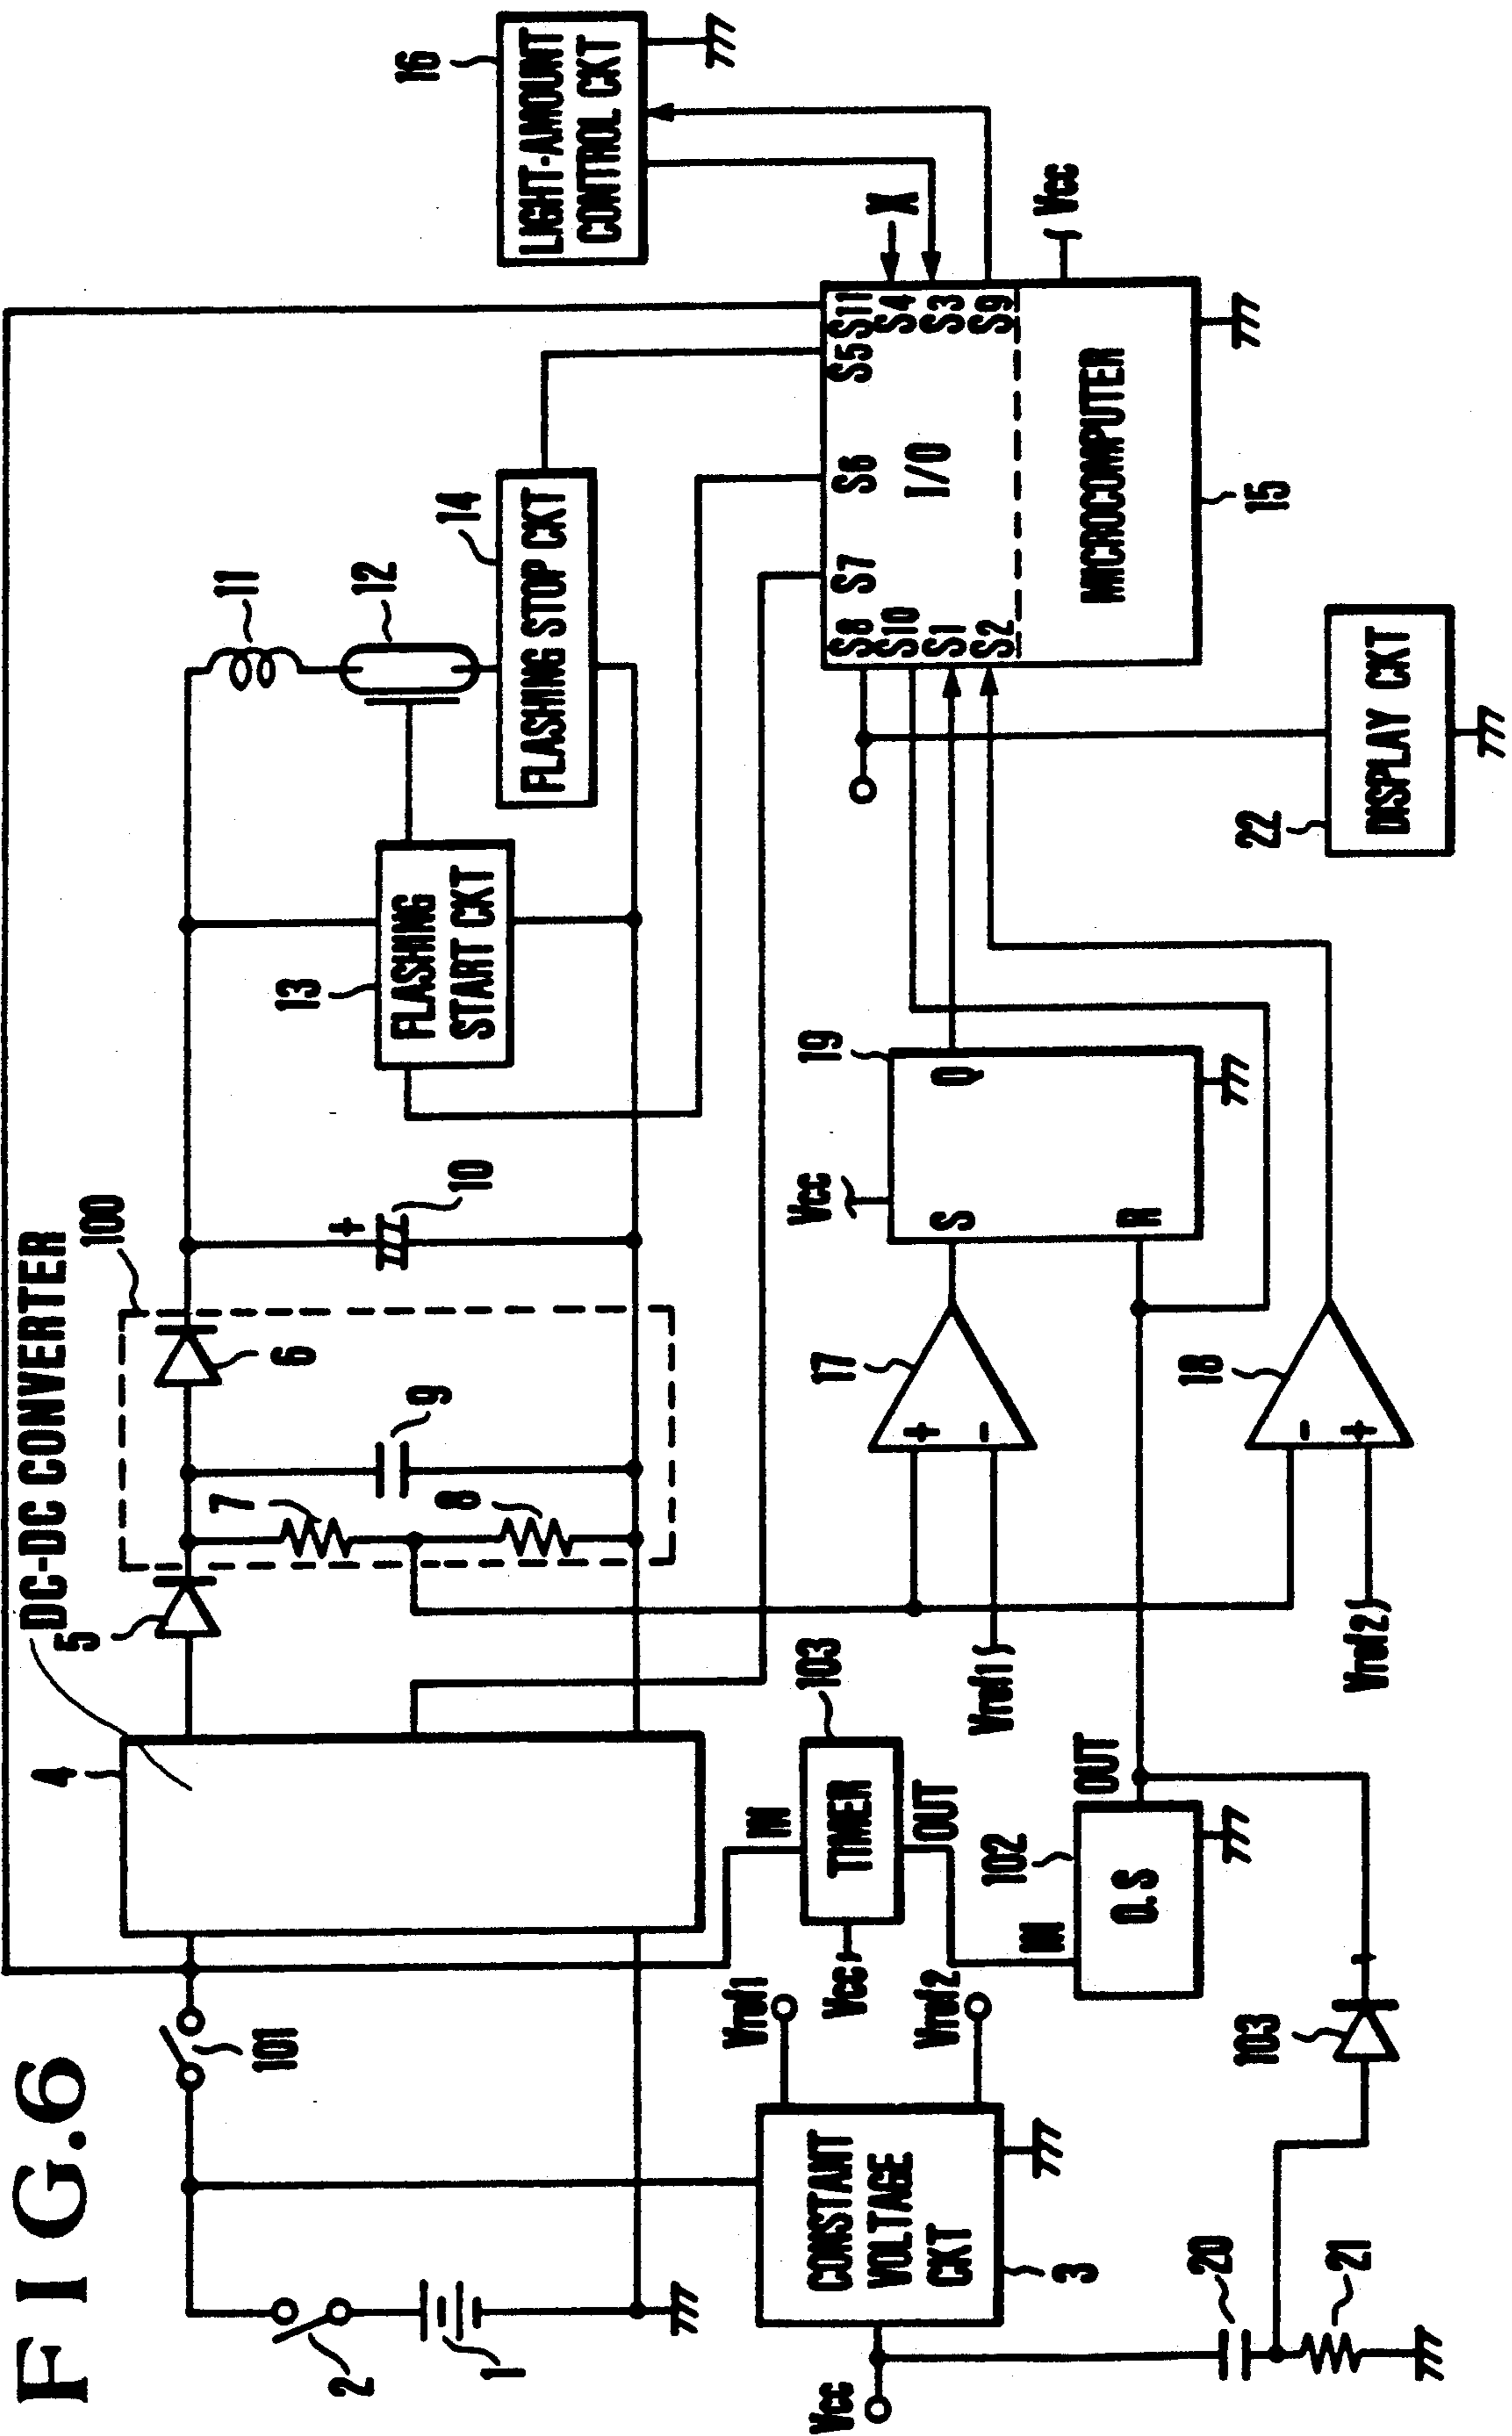 FIG.6
DC-DC CONVERTER
100
4
5
6
7
8
9
+
10
11
12
13
FLASHING
START CKT
14
FLASHING STOP CKT
16
LIGHT-AMOUNT
CONTROL CKT
101
2
1
CONSTANT
VOLTAGE
CKT
3
Vcc
Vref1
Vref2
IN
103
TIMER
OUT
Vcc
IN
102
O.S
OUT
103
20
21
17
+
-
Vref1
18
-
+
Vref2
19
Vcc
S
Q
R
S8
S10
S1
S2
S7
S6
S5
S11
S4
S3
S9
I/O
X
Vcc
MICROCOMPUTER
15
22
DISPLAY CKT